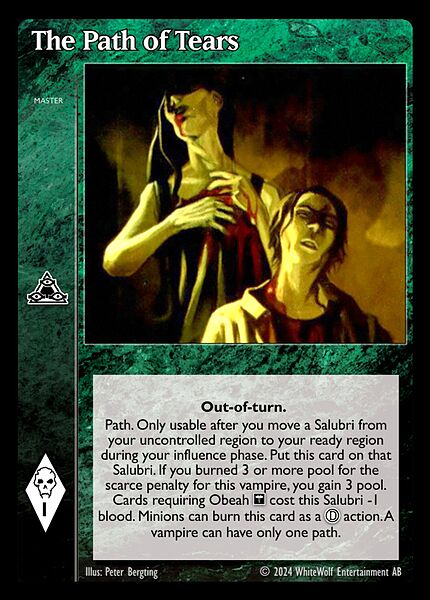 The Path of Tears
MASTER
Out-of-turn.
Path. Only usable after you move a Salubri from
your uncontrolled region to your ready region
during your influence phase. Put this card on that
Salubri. If you burned 3 or more pool for the
scarce penalty for this vampire, you gain 3 pool.
Cards requiring Obeah cost this Salubri -1
blood. Minions can burn this card as a Ⓓ action. A
vampire can have only one path.
1
Illus: Peter Bergting
© 2024 WhiteWolf Entertainment AB